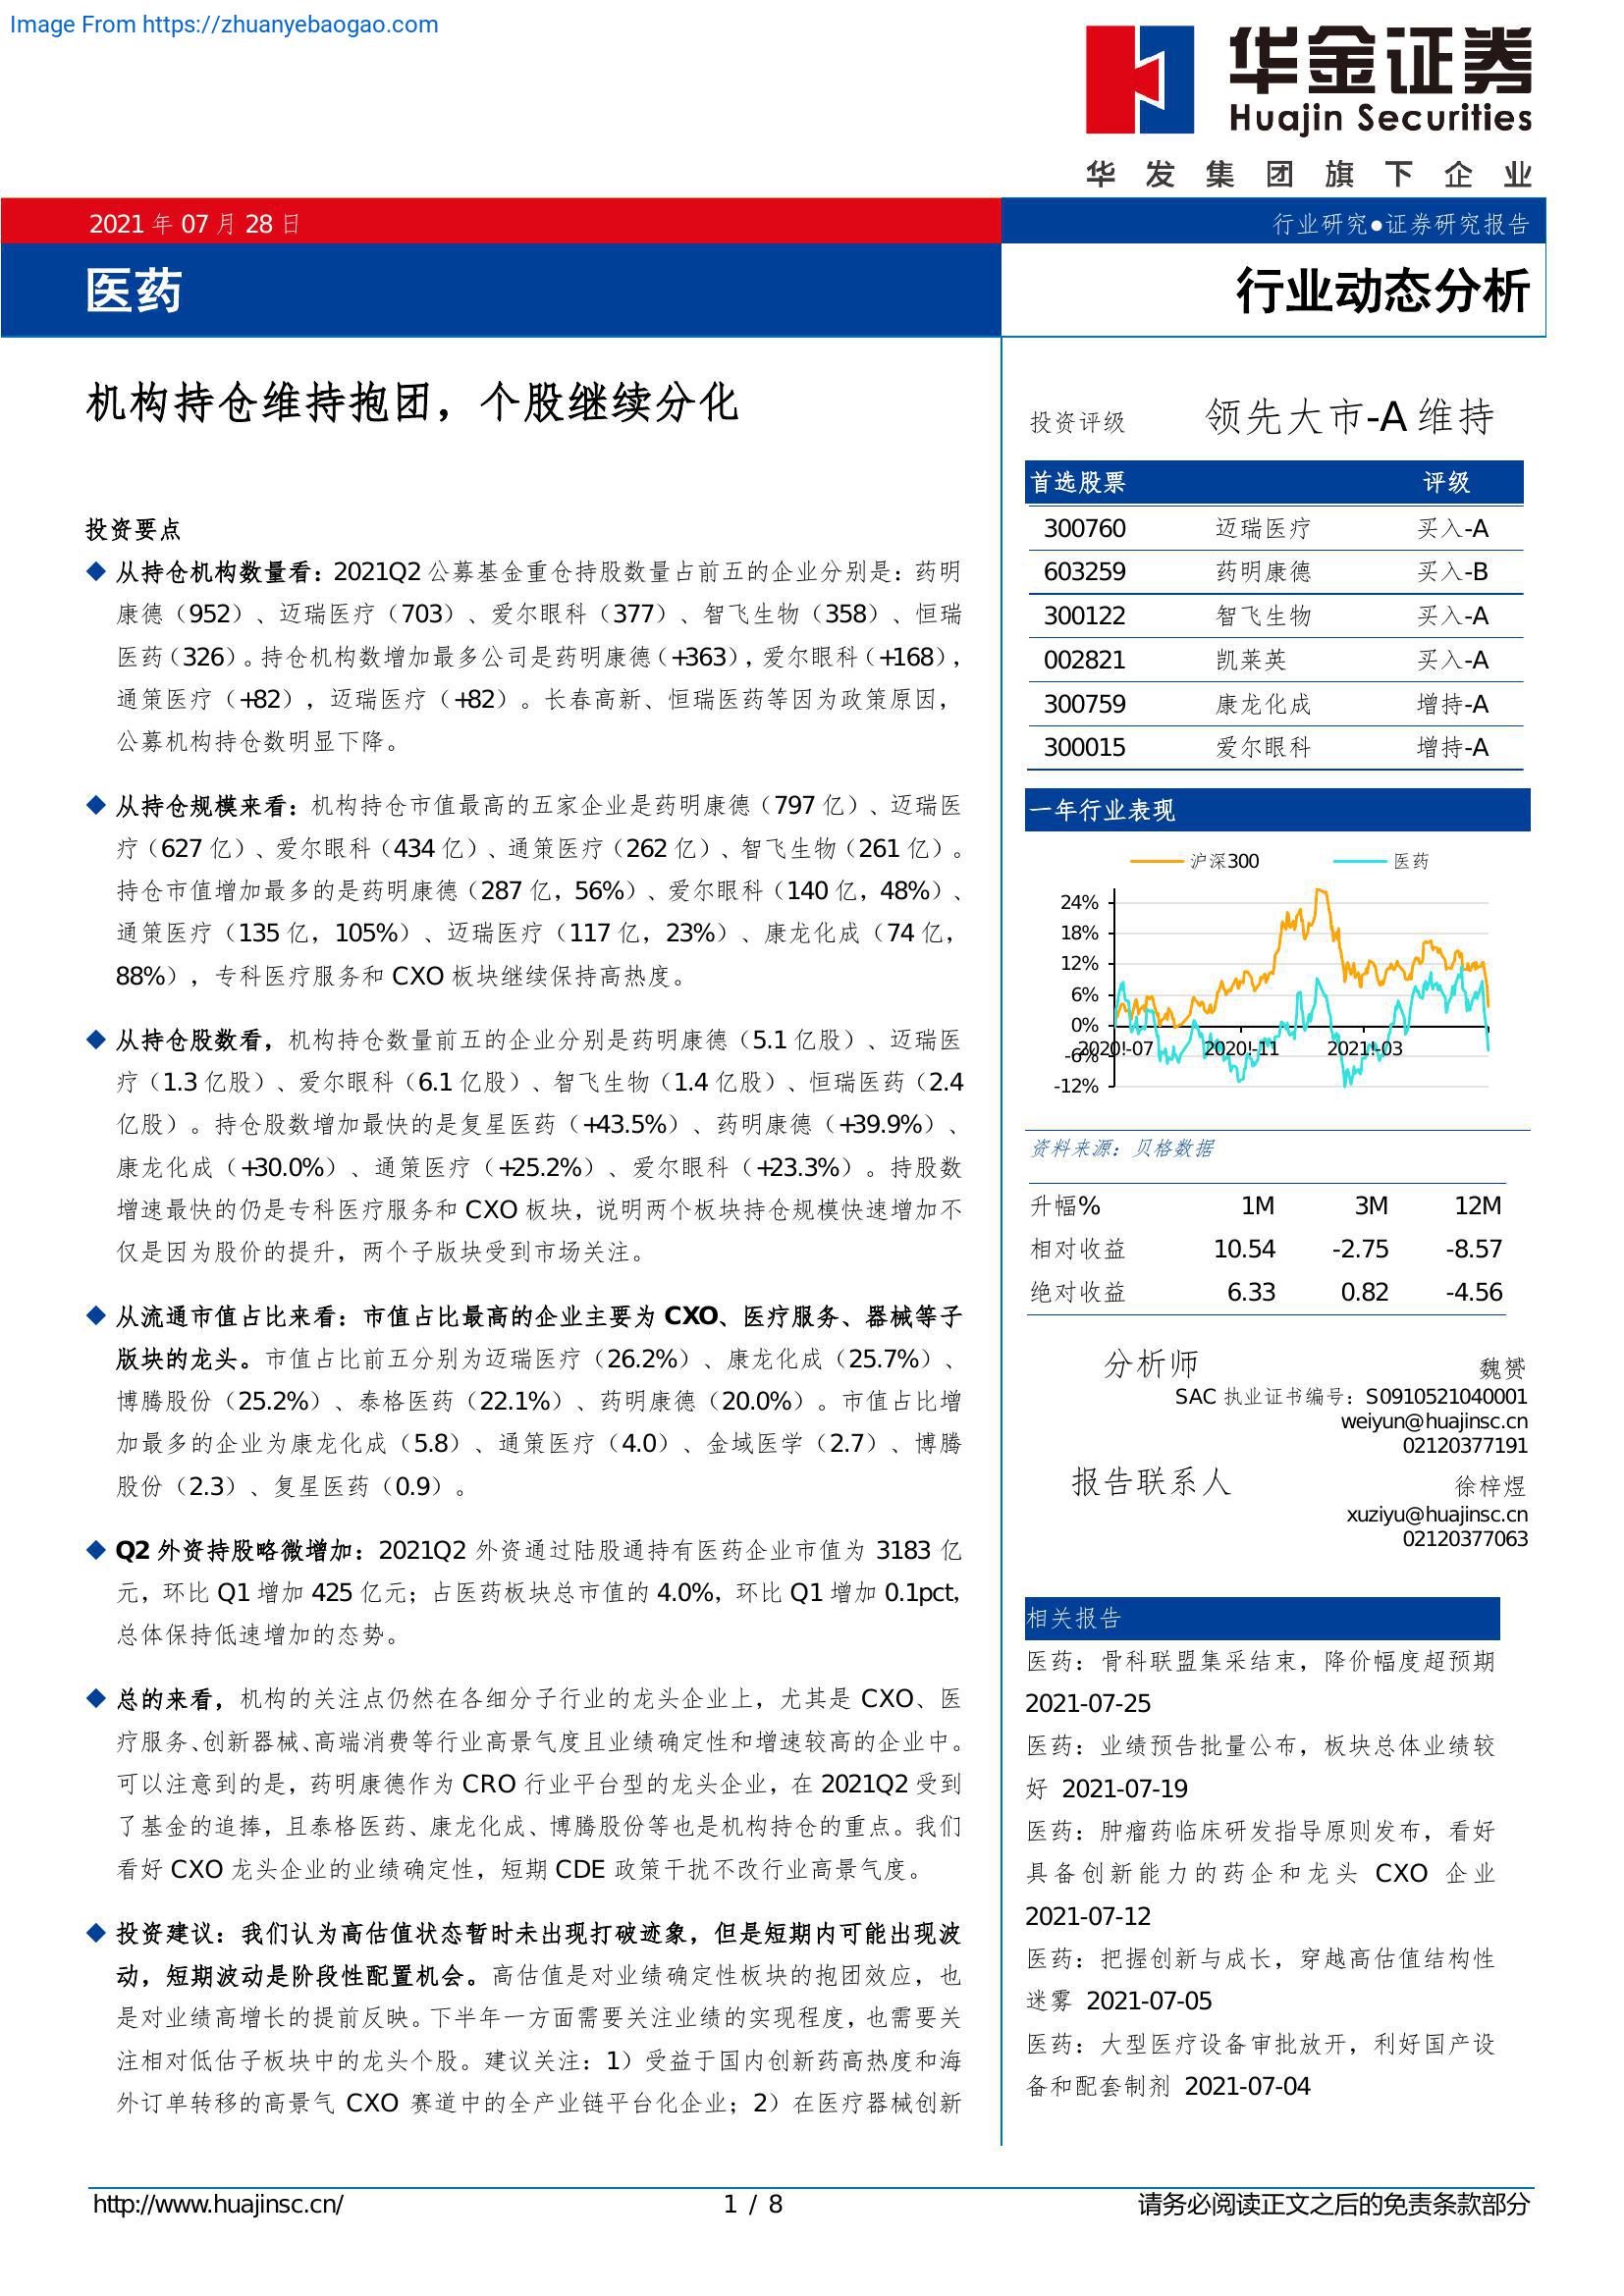 Image From https://zhuanyebaogao.com
华金证券
Huajin Securities
华发集团旗下企业
2021 年 07 月 28 日
行业研究●证券研究报告
医药
行业动态分析
机构持仓维持抱团，个股继续分化
投资要点
◆ 从持仓机构数量看：2021Q2 公募基金重仓持股数量占前五的企业分别是：药明
康德（952）、迈瑞医疗（703）、爱尔眼科（377）、智飞生物（358）、恒瑞
医药（326）。持仓机构数增加最多公司是药明康德（+363），爱尔眼科（+168），
通策医疗（+82），迈瑞医疗（+82）。长春高新、恒瑞医药等因为政策原因，
公募机构持仓数明显下降。
◆ 从持仓规模来看：机构持仓市值最高的五家企业是药明康德（797 亿）、迈瑞医
疗（627 亿）、爱尔眼科（434 亿）、通策医疗（262 亿）、智飞生物（261 亿）。
持仓市值增加最多的是药明康德（287 亿，56%）、爱尔眼科（140 亿，48%）、
通策医疗（135 亿，105%）、迈瑞医疗（117 亿，23%）、康龙化成（74 亿，
88%），专科医疗服务和 CXO 板块继续保持高热度。
◆ 从持仓股数看，机构持仓数量前五的企业分别是药明康德（5.1 亿股）、迈瑞医
疗（1.3 亿股）、爱尔眼科（6.1 亿股）、智飞生物（1.4 亿股）、恒瑞医药（2.4
亿股）。持仓股数增加最快的是复星医药（+43.5%）、药明康德（+39.9%）、
康龙化成（+30.0%）、通策医疗（+25.2%）、爱尔眼科（+23.3%）。持股数
增速最快的仍是专科医疗服务和 CXO 板块，说明两个板块持仓规模快速增加不
仅是因为股价的提升，两个子版块受到市场关注。
◆ 从流通市值占比来看：市值占比最高的企业主要为 CXO、医疗服务、器械等子
版块的龙头。市值占比前五分别为迈瑞医疗（26.2%）、康龙化成（25.7%）、
博腾股份（25.2%）、泰格医药（22.1%）、药明康德（20.0%）。市值占比增
加最多的企业为康龙化成（5.8）、通策医疗（4.0）、金域医学（2.7）、博腾
股份（2.3）、复星医药（0.9）。
◆ Q2 外资持股略微增加：2021Q2 外资通过陆股通持有医药企业市值为 3183 亿
元，环比 Q1 增加 425 亿元；占医药板块总市值的 4.0%，环比 Q1 增加 0.1pct，
总体保持低速增加的态势。
◆ 总的来看，机构的关注点仍然在各细分子行业的龙头企业上，尤其是 CXO、医
疗服务、创新器械、高端消费等行业高景气度且业绩确定性和增速较高的企业中。
可以注意到的是，药明康德作为 CRO 行业平台型的龙头企业，在 2021Q2 受到
了基金的追捧，且泰格医药、康龙化成、博腾股份等也是机构持仓的重点。我们
看好 CXO 龙头企业的业绩确定性，短期 CDE 政策干扰不改行业高景气度。
◆ 投资建议：我们认为高估值状态暂时未出现打破迹象，但是短期内可能出现波
动，短期波动是阶段性配置机会。高估值是对业绩确定性板块的抱团效应，也
是对业绩高增长的提前反映。下半年一方面需要关注业绩的实现程度，也需要关
注相对低估子板块中的龙头个股。建议关注：1）受益于国内创新药高热度和海
外订单转移的高景气 CXO 赛道中的全产业链平台化企业；2）在医疗器械创新
投资评级 领先大市-A 维持
首选股票 评级
300760 迈瑞医疗 买入-A
603259 药明康德 买入-B
300122 智飞生物 买入-A
002821 凯莱英 买入-A
300759 康龙化成 增持-A
300015 爱尔眼科 增持-A
一年行业表现
沪深300 医药
24%
18%
12%
6%
0%
-6%
-12%
2020!-07 2020!-11 2021!-03
资料来源：贝格数据
升幅% 1M 3M 12M
相对收益 10.54 -2.75 -8.57
绝对收益 6.33 0.82 -4.56
分析师 魏赟
SAC 执业证书编号：S0910521040001
weiyun@huajinsc.cn
02120377191
报告联系人 徐梓煜
xuziyu@huajinsc.cn
02120377063
相关报告
医药：骨科联盟集采结束，降价幅度超预期
2021-07-25
医药：业绩预告批量公布，板块总体业绩较
好 2021-07-19
医药：肿瘤药临床研发指导原则发布，看好
具备创新能力的药企和龙头 CXO 企业
2021-07-12
医药：把握创新与成长，穿越高估值结构性
迷雾 2021-07-05
医药：大型医疗设备审批放开，利好国产设
备和配套制剂 2021-07-04
http://www.huajinsc.cn/ 1 / 8 请务必阅读正文之后的免责条款部分